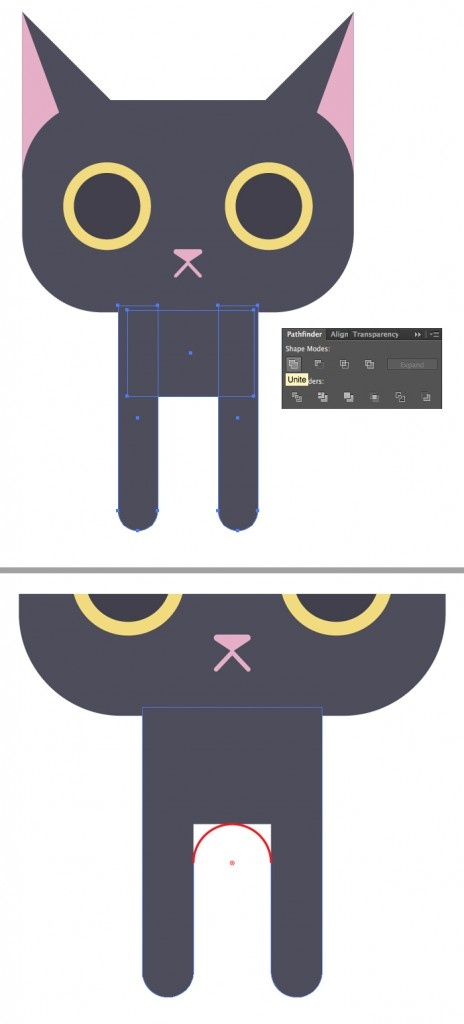 Pathfinder Align Transparency
Shape Modes:
Expand
Unite ders: